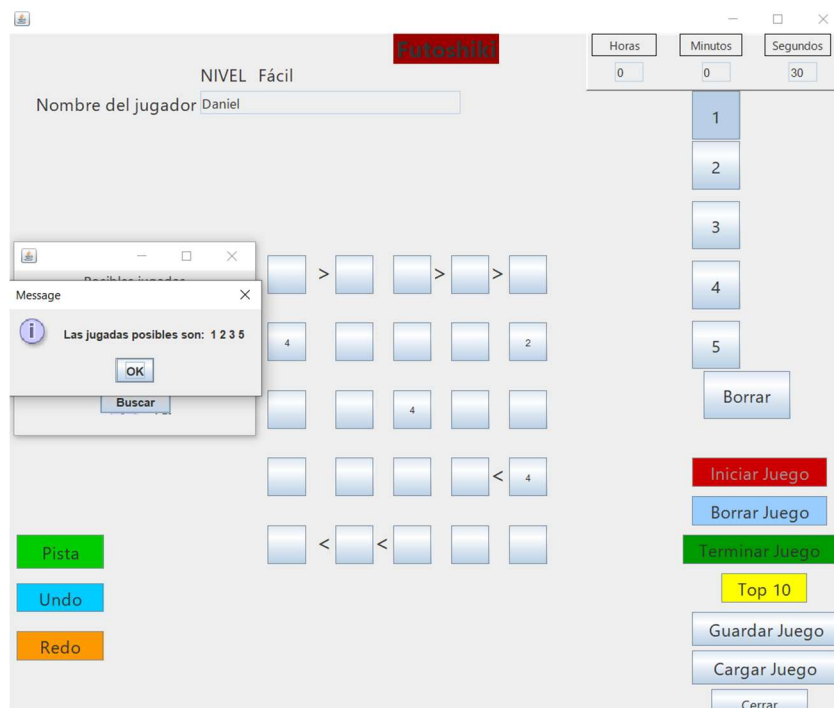 Futoshiki
Horas Minutos Segundos
0 0 30
NIVEL Fácil
Nombre del jugador Daniel
1
2
3
4
5
Borrar
Posibles jugadas
Message
Las jugadas posibles son: 1 2 3 5
OK
Buscar
> > >
4 2
4
< 4
< <
Iniciar Juego
Borrar Juego
Terminar Juego
Top 10
Guardar Juego
Cargar Juego
Cerrar
Pista
Undo
Redo